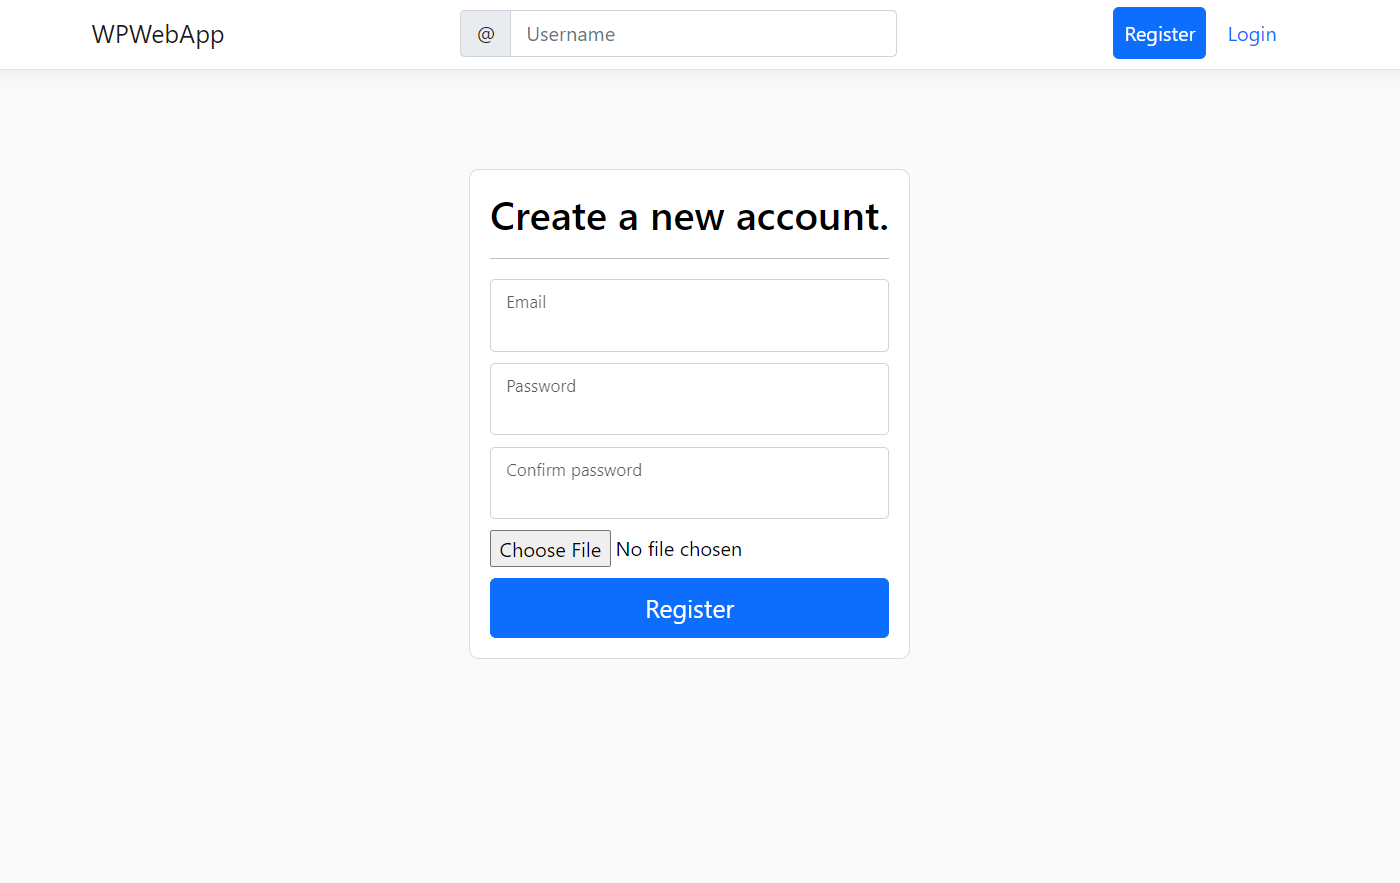 WPWebApp
@ Username
Register
Login
Create a new account.
Email
Password
Confirm password
Choose File No file chosen
Register